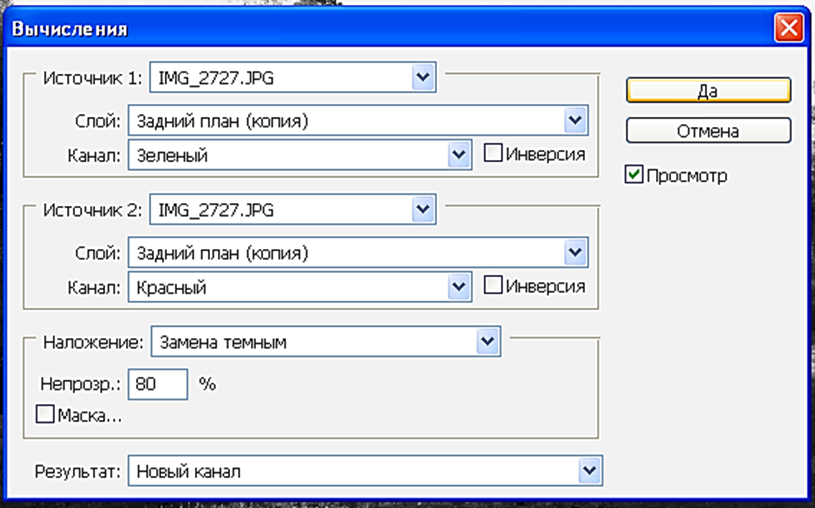 Вычисления
Источник 1: IMG_2727.JPG
Да
Слой: Задний план (копия)
Отмена
Канал: Зеленый Инверсия
Просмотр
Источник 2: IMG_2727.JPG
Слой: Задний план (копия)
Канал: Красный Инверсия
Наложение: Замена темным
Непрозр.: 80 %
Маска...
Результат: Новый канал